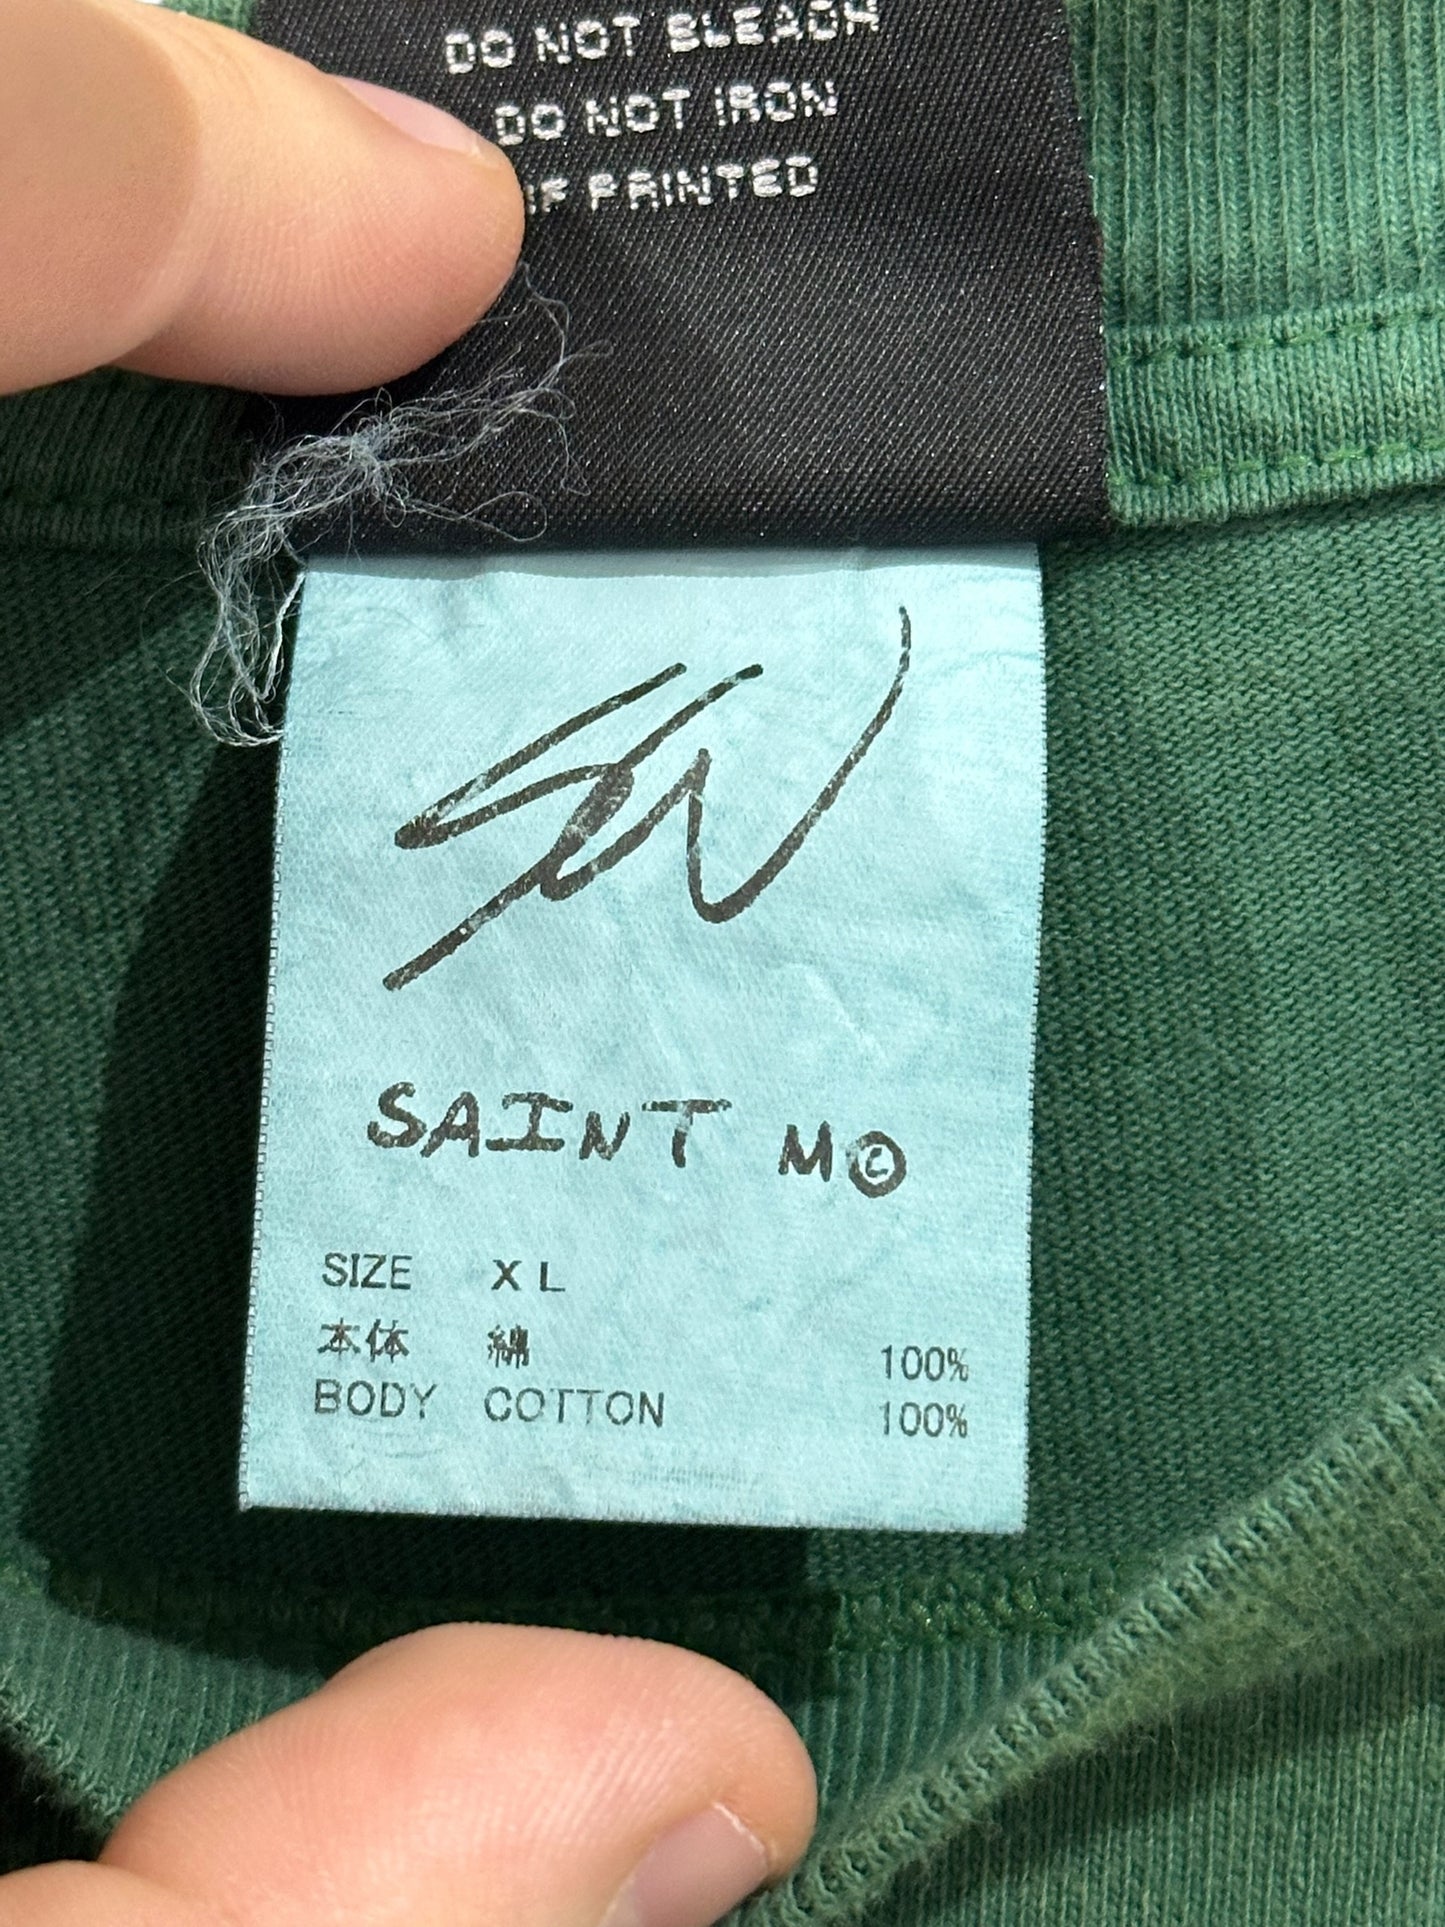 DO NOT BLEACH
DO NOT IRON
IF PRINTED
SAINT M©
SIZE XL
本体 綿 100%
BODY COTTON 100%